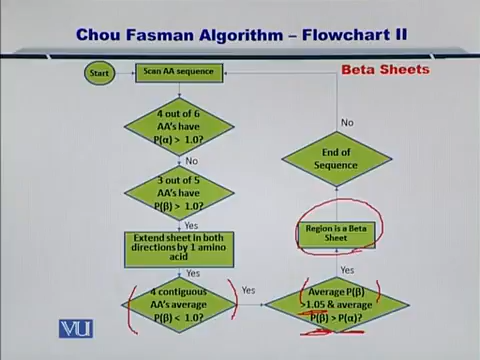 Chou Fasman Algorithm – Flowchart II
Start
Scan AA sequence
Beta Sheets
4 out of 6
AA's have
P(α) > 1.0?
No
3 out of 5
AA's have
P(β) > 1.0?
Yes
Extend sheet in both
directions by 1 amino
acid
Yes
4 contiguous
AA's average
P(β) < 1.0?
Yes
Average P(β)
>1.05 & average
P(β) > P(α)?
Yes
Region is a Beta
Sheet
End of
Sequence
No
VU